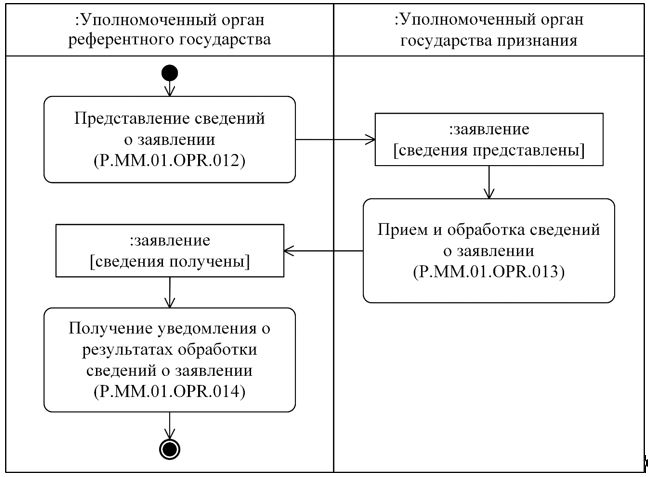 :Уполномоченный орган
референтного государства
:Уполномоченный орган
государства признания
Представление сведений
о заявлении
(P.MM.01.OPR.012)
:заявление
[сведения представлены]
Прием и обработка сведений
о заявлении
(P.MM.01.OPR.013)
:заявление
[сведения получены]
Получение уведомления о
результатах обработки
сведений о заявлении
(P.MM.01.OPR.014)